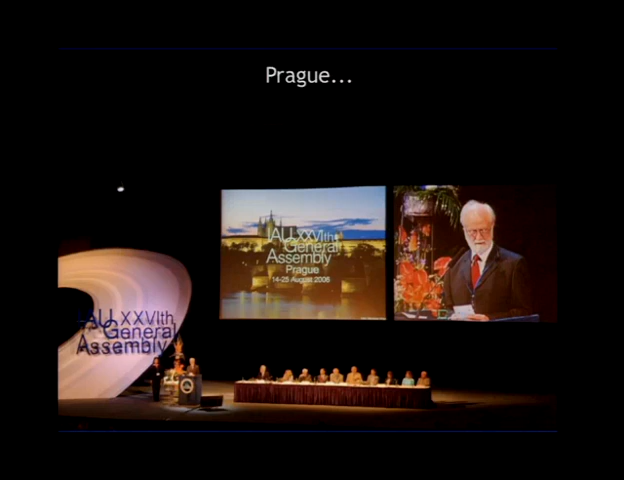 Prague...
IAU XXVIth
General
Assembly
Prague
14-25 August 2006
IAU XXVIth
General
Assembly